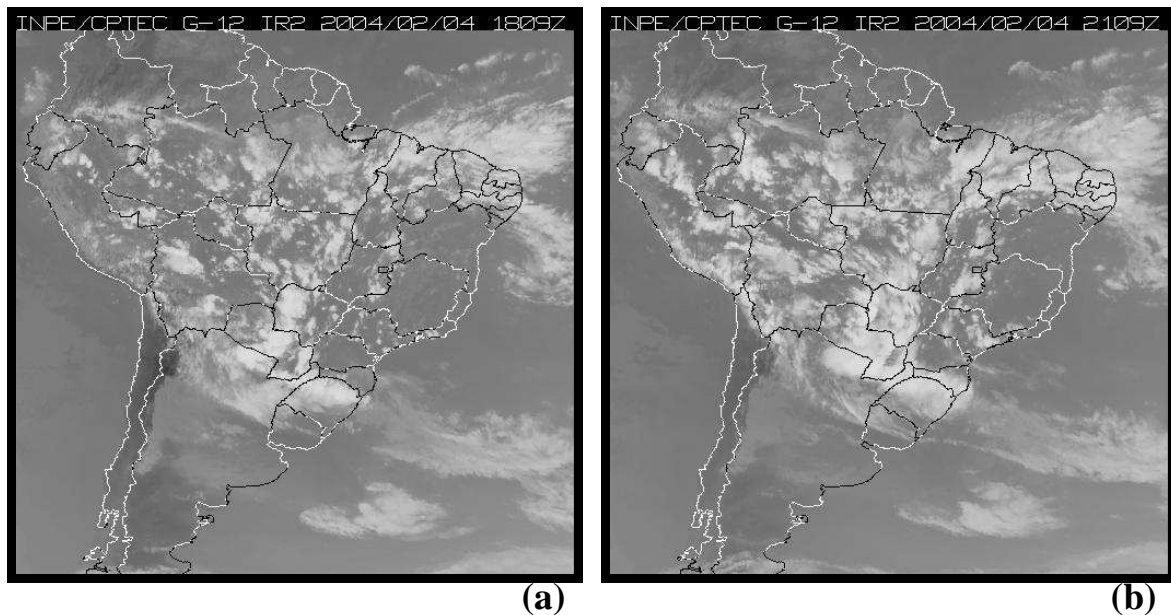 INPE/CPTEC G-12 IR2 2004/02/04 1809Z
INPE/CPTEC G-12 IR2 2004/02/04 2109Z
(a)
(b)